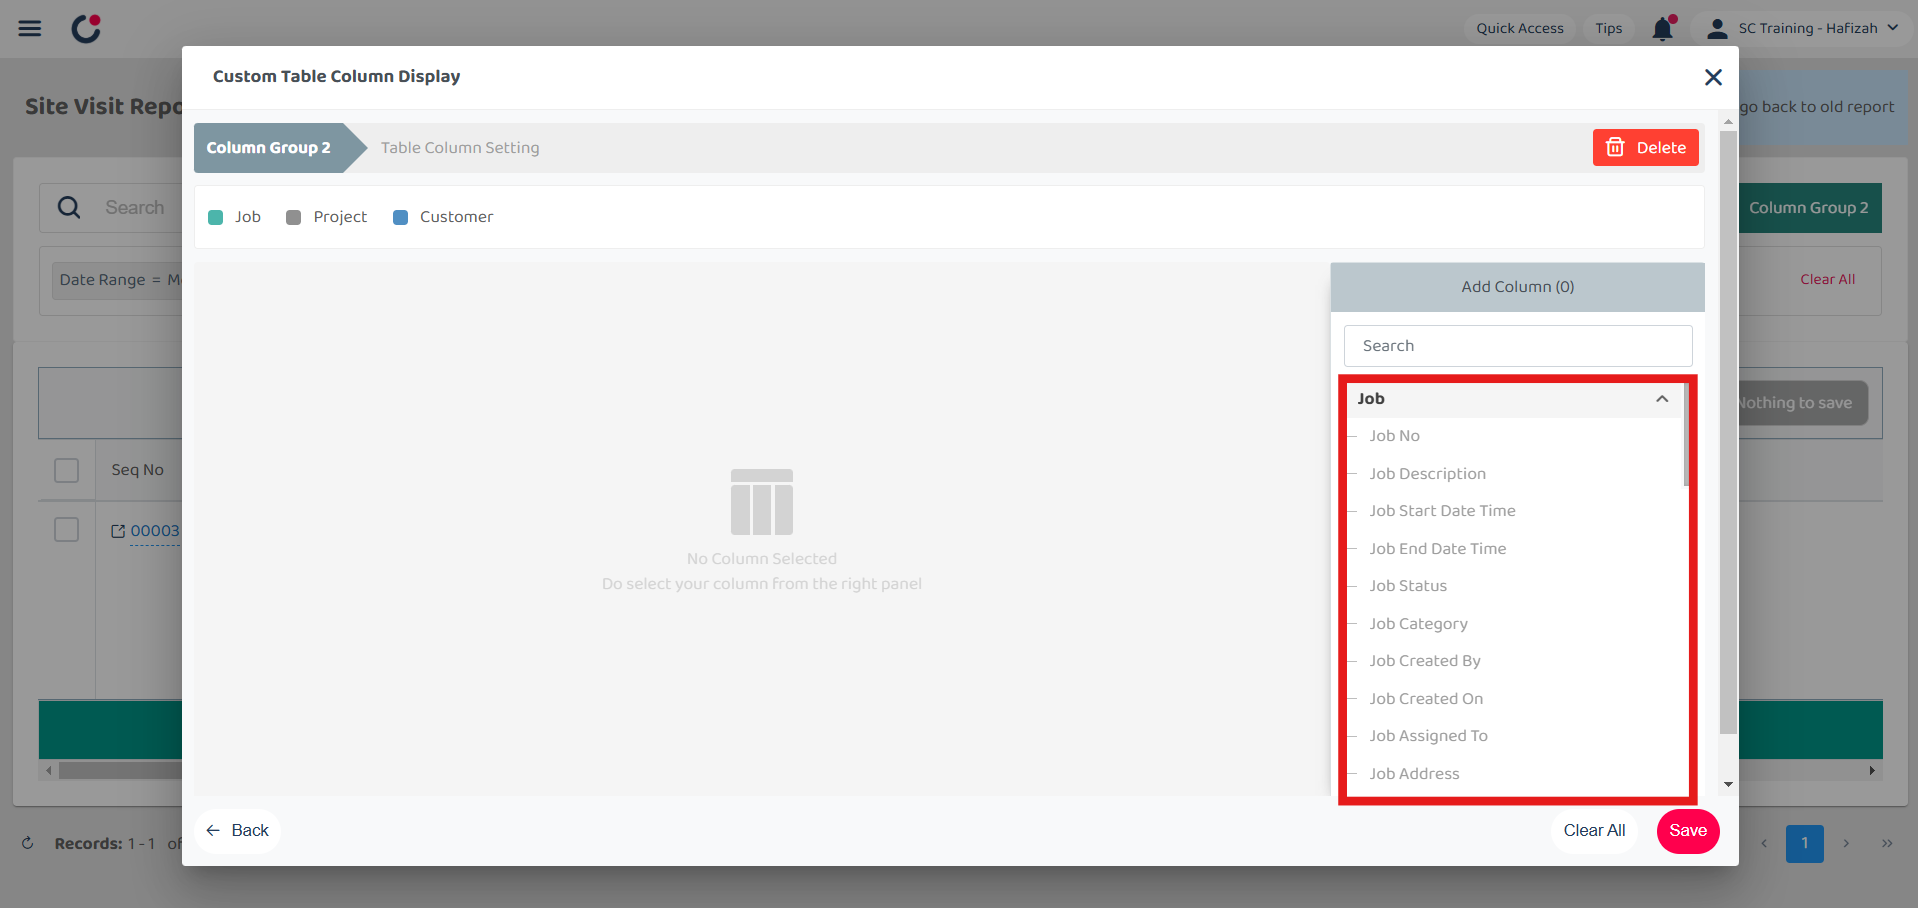 Quick Access
Tips
SC Training - Hafizah
Custom Table Column Display
Site Visit Repo
go back to old report
Column Group 2
Table Column Setting
Delete
Search
Job
Project
Customer
Column Group 2
Date Range = M
Clear All
Add Column (0)
Search
Nothing to save
Job
Job No
Job Description
Job Start Date Time
Job End Date Time
Job Status
Job Category
Job Created By
Job Created On
Job Assigned To
Job Address
Seq No
00003
No Column Selected
Do select your column from the right panel
Back
Clear All
Save
Records: 1 - 1 of
1